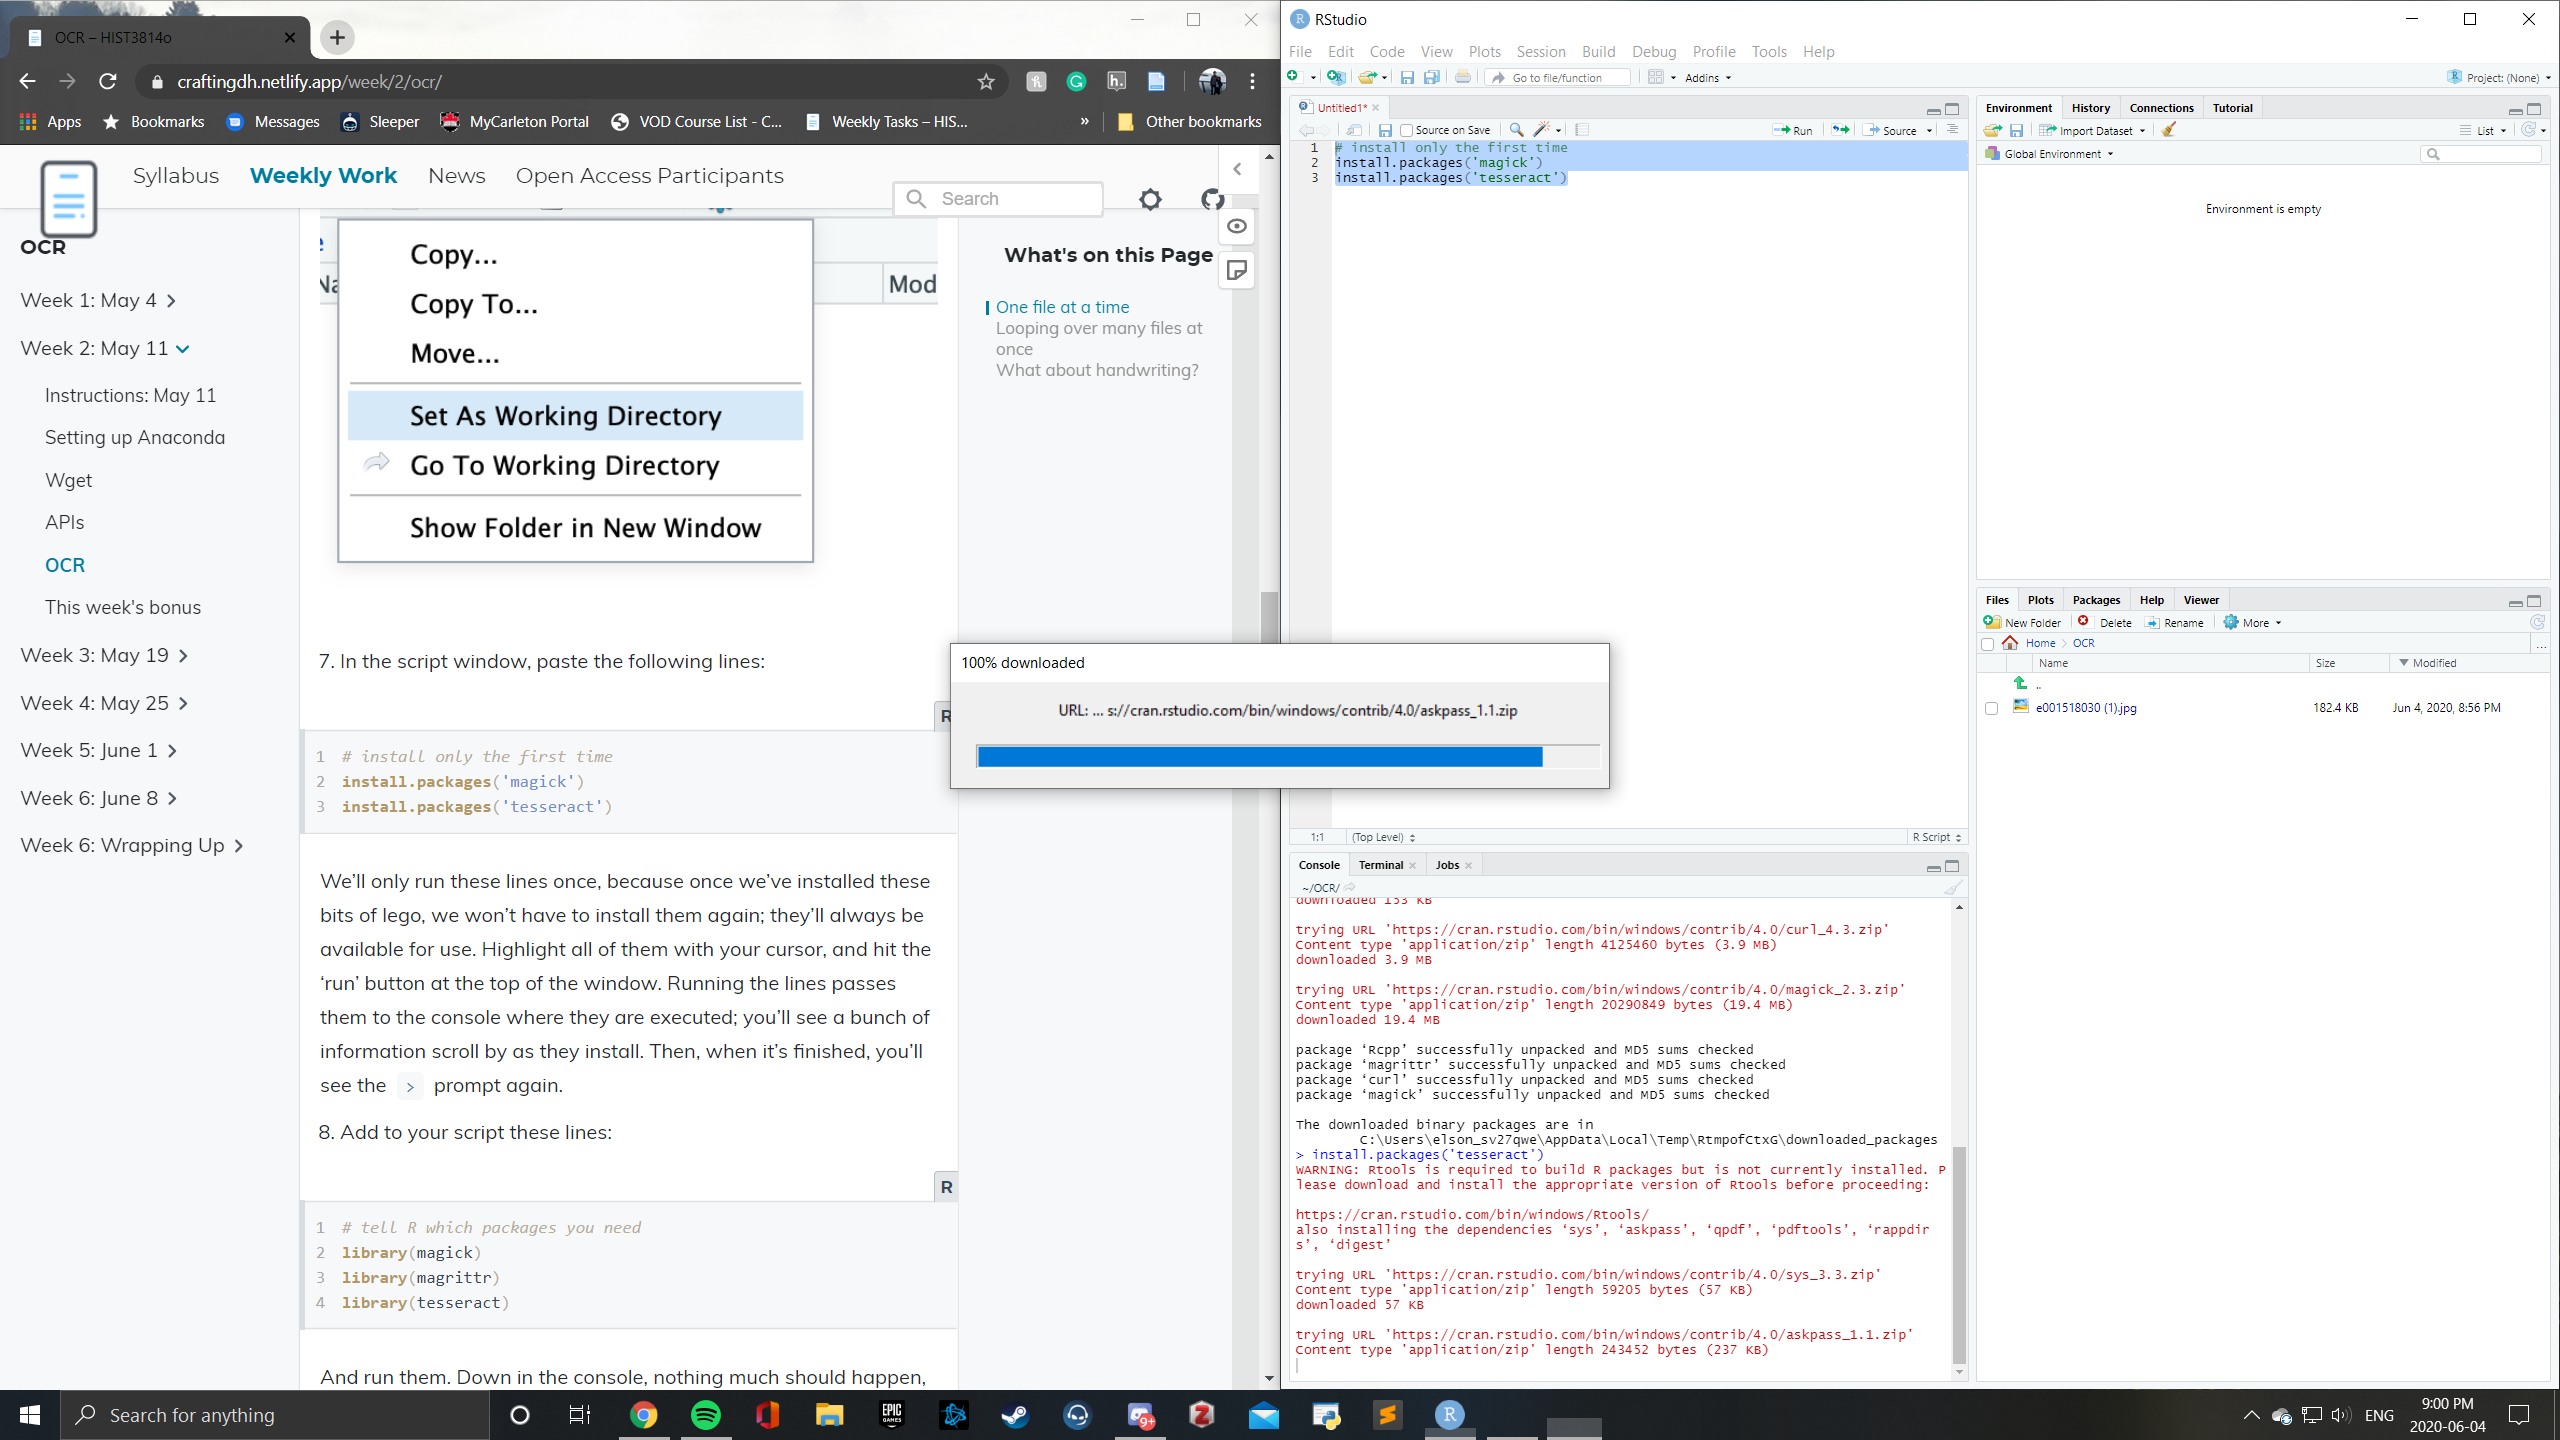 OCR – HIST3814o
craftingdh.netlify.app/week/2/ocr/
Apps
Bookmarks
Messages
Sleeper
MyCarleton Portal
VOD Course List - C...
Weekly Tasks – HIS...
»
Other bookmarks
Syllabus
Weekly Work
News
Open Access Participants
Search
OCR
Week 1: May 4
Week 2: May 11
Instructions: May 11
Setting up Anaconda
Wget
APIs
OCR
This week's bonus
Week 3: May 19
Week 4: May 25
Week 5: June 1
Week 6: June 8
Week 6: Wrapping Up
Mod
Copy...
Copy To...
Move...
Set As Working Directory
Go To Working Directory
Show Folder in New Window
7. In the script window, paste the following lines:
R
1 # install only the first time
2 install.packages('magick')
3 install.packages('tesseract')
We'll only run these lines once, because once we've installed these
bits of lego, we won't have to install them again; they'll always be
available for use. Highlight all of them with your cursor, and hit the
‘run’ button at the top of the window. Running the lines passes
them to the console where they are executed; you'll see a bunch of
information scroll by as they install. Then, when it's finished, you'll
see the > prompt again.
8. Add to your script these lines:
R
1 # tell R which packages you need
2 library(magick)
3 library(magrittr)
4 library(tesseract)
And run them. Down in the console, nothing much should happen,
What's on this Page
One file at a time
Looping over many files at
once
What about handwriting?
100% downloaded
URL: ... s://cran.rstudio.com/bin/windows/contrib/4.0/askpass_1.1.zip
RStudio
File Edit Code View Plots Session Build Debug Profile Tools Help
Go to file/function
Addins
Project: (None)
Untitled1*
Source on Save
Run
Source
1 # install only the first time
2 install.packages('magick')
3 install.packages('tesseract')
1:1
(Top Level)
R Script
Console Terminal Jobs
~/OCR/
downloaded 153 KB
trying URL 'https://cran.rstudio.com/bin/windows/contrib/4.0/curl_4.3.zip'
Content type 'application/zip' length 4125460 bytes (3.9 MB)
downloaded 3.9 MB
trying URL 'https://cran.rstudio.com/bin/windows/contrib/4.0/magick_2.3.zip'
Content type 'application/zip' length 20290849 bytes (19.4 MB)
downloaded 19.4 MB
package ‘Rcpp’ successfully unpacked and MD5 sums checked
package ‘magrittr’ successfully unpacked and MD5 sums checked
package ‘curl’ successfully unpacked and MD5 sums checked
package ‘magick’ successfully unpacked and MD5 sums checked
The downloaded binary packages are in
C:\Users\elson_sv27qwe\AppData\Local\Temp\RtmpofCtxG\downloaded_packages
> install.packages('tesseract')
WARNING: Rtools is required to build R packages but is not currently installed. P
lease download and install the appropriate version of Rtools before proceeding:
https://cran.rstudio.com/bin/windows/Rtools/
also installing the dependencies ‘sys’, ‘askpass’, ‘qpdf’, ‘pdftools’, ‘rappdir
s’, ‘digest’
trying URL 'https://cran.rstudio.com/bin/windows/contrib/4.0/sys_3.3.zip'
Content type 'application/zip' length 59205 bytes (57 KB)
downloaded 57 KB
trying URL 'https://cran.rstudio.com/bin/windows/contrib/4.0/askpass_1.1.zip'
Content type 'application/zip' length 243452 bytes (237 KB)
Environment History Connections Tutorial
Import Dataset
List
Global Environment
Environment is empty
Files Plots Packages Help Viewer
New Folder Delete Rename More
Home OCR
...
Name Size Modified
..
e001518030 (1).jpg 182.4 KB Jun 4, 2020, 8:56 PM
Search for anything
EPIC
GAMES
9+
ENG
9:00 PM
2020-06-04